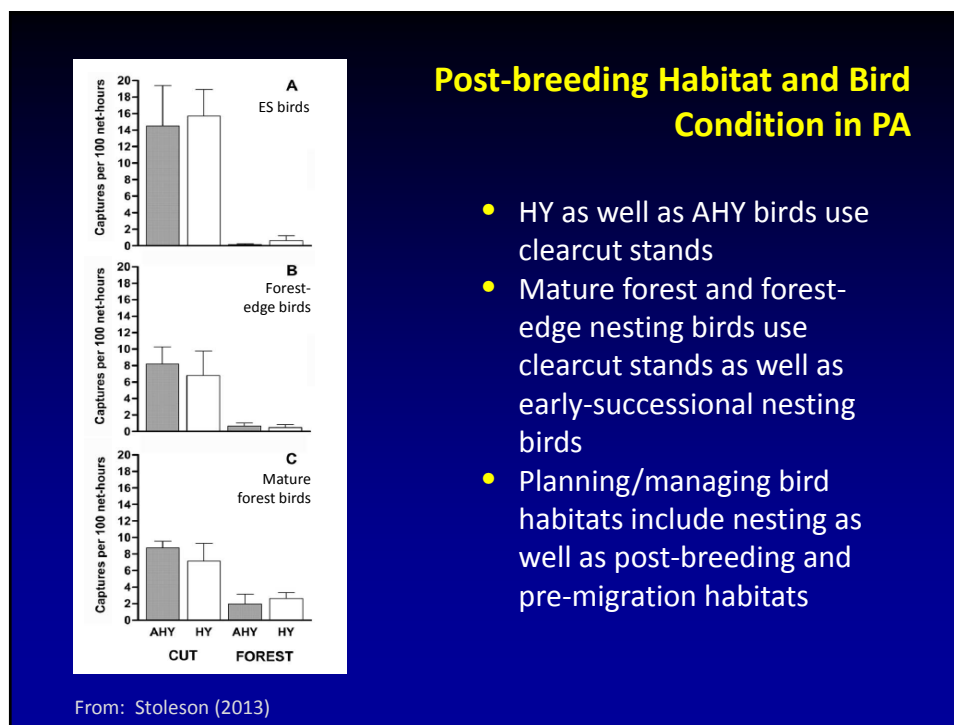 Post-breeding Habitat and Bird
Condition in PA
A
ES birds
Captures per 100 net-hours
20
18
16
14
12
10
8
6
4
2
0
B
Forest-
edge birds
Captures per 100 net-hours
20
18
16
14
12
10
8
6
4
2
0
C
Mature
forest birds
Captures per 100 net-hours
20
18
16
14
12
10
8
6
4
2
0
AHY HY AHY HY
CUT FOREST
• HY as well as AHY birds use
clearcut stands
• Mature forest and forest-
edge nesting birds use
clearcut stands as well as
early-successional nesting
birds
• Planning/managing bird
habitats include nesting as
well as post-breeding and
pre-migration habitats
From: Stoleson (2013)